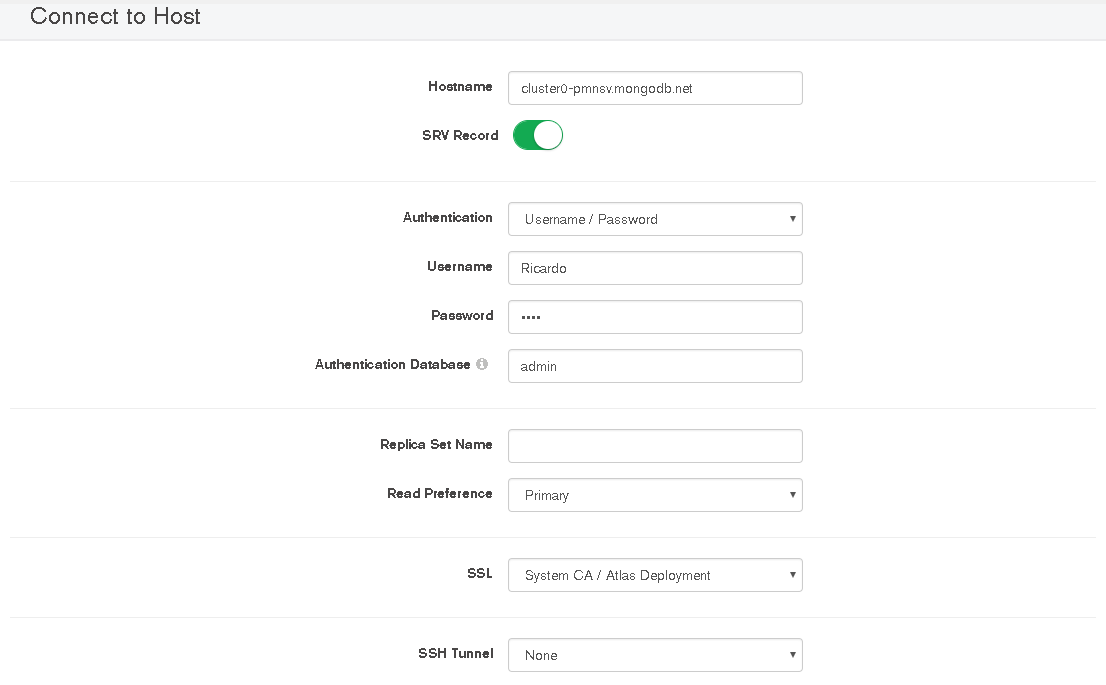 Connect to Host
Hostname cluster0-pmnsv.mongodb.net
SRV Record
Authentication Username / Password
Username Ricardo
Password ••••
Authentication Database admin
Replica Set Name
Read Preference Primary
SSL System CA / Atlas Deployment
SSH Tunnel None